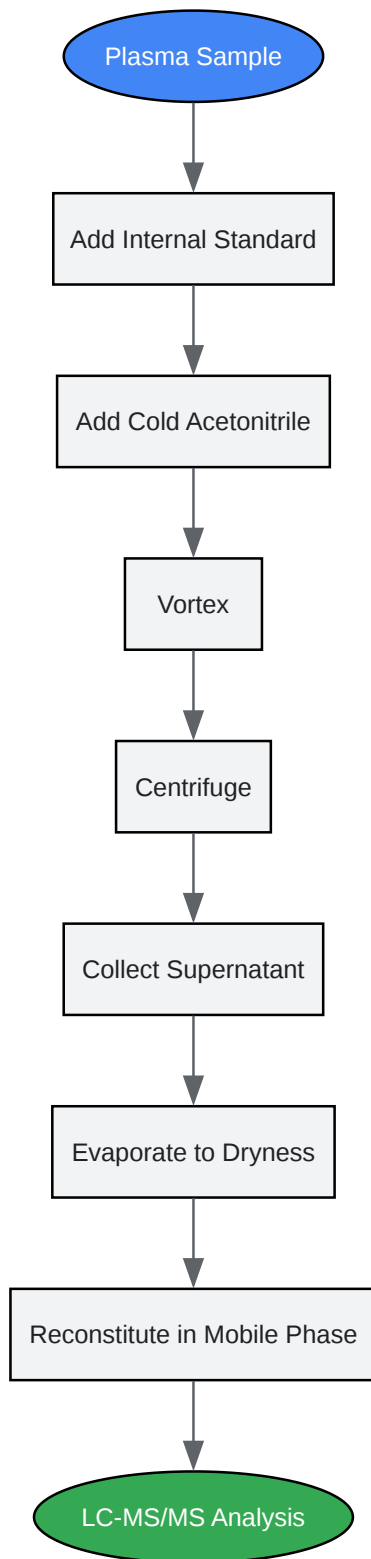 Plasma Sample
Add Internal Standard
Add Cold Acetonitrile
Vortex
Centrifuge
Collect Supernatant
Evaporate to Dryness
Reconstitute in Mobile Phase
LC-MS/MS Analysis